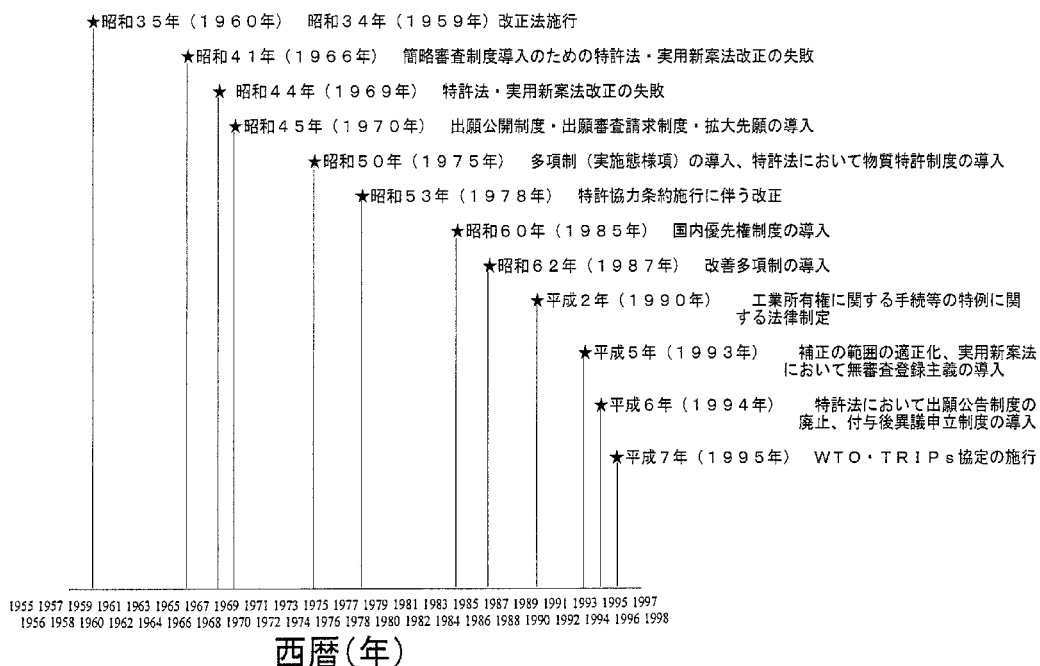 ★昭和35年(1960年) 昭和34年(1959年)改正法施行
★昭和41年(1966年) 簡略審査制度導入のための特許法・実用新案法改正の失敗
★ 昭和44年(1969年) 特許法・実用新案法改正の失敗
★昭和45年(1970年) 出願公開制度・出願審査請求制度・拡大先願の導入
★昭和50年(1975年) 多項制(実施態様項)の導入、特許法において物質特許制度の導入
★昭和53年(1978年) 特許協力条約施行に伴う改正
★昭和60年(1985年) 国内優先権制度の導入
★昭和62年(1987年) 改善多項制の導入
★平成2年(1990年) 工業所有権に関する手続等の特例に関
する法律制定
★平成5年(1993年) 補正の範囲の適正化、実用新案法
において無審査登録主義の導入
★平成6年(1994年) 特許法において出願公告制度の
廃止、付与後異議申立制度の導入
★平成7年(1995年) WTO・TRIPs協定の施行
1955 1957 1959 1961 1963 1965 1967 1969 1971 1973 1975 1977 1979 1981 1983 1985 1987 1989 1991 1993 1995 1997
1956 1958 1960 1962 1964 1966 1968 1970 1972 1974 1976 1978 1980 1982 1984 1986 1988 1990 1992 1994 1996 1998
西暦(年)